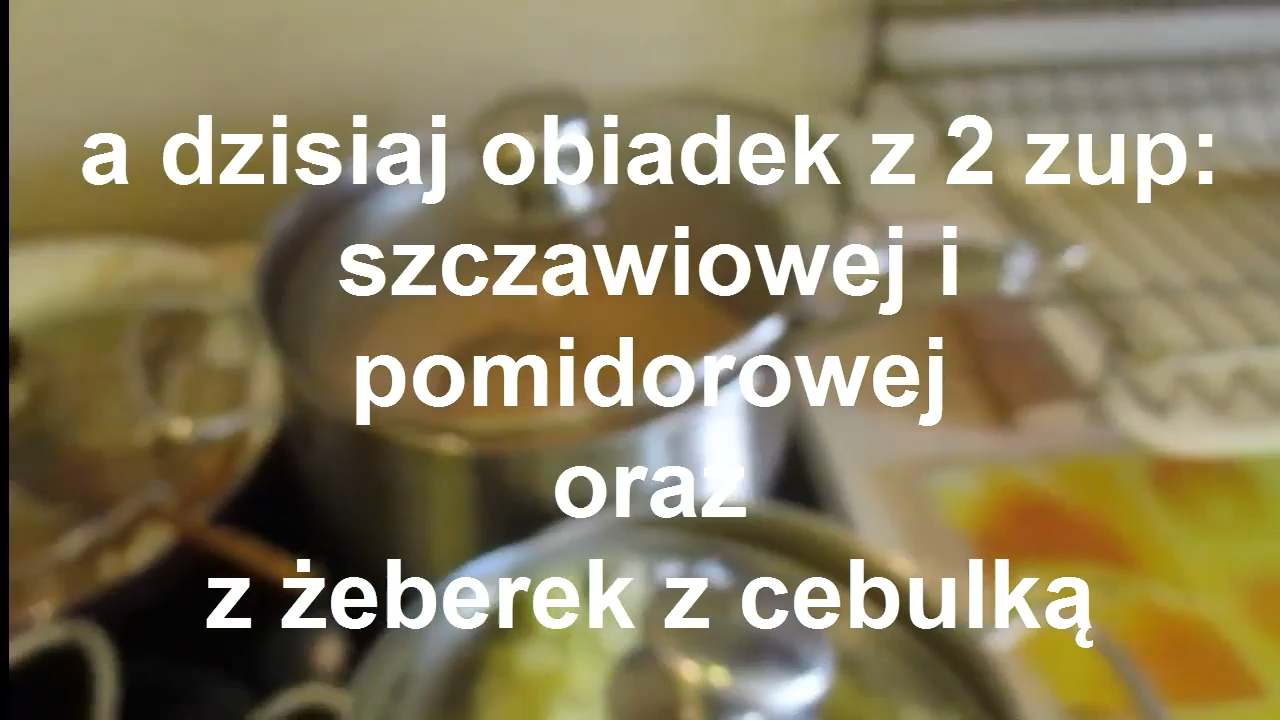 a dzisiaj obiadek z 2 zup:
szczawiowej i
pomidorowej
oraz
z żeberek z cebulką